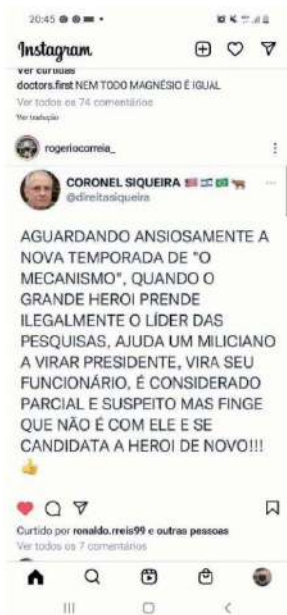 20:45
Instagram
Ver curtidas
doctors.first NEM TODO MAGNÉSIO É IGUAL
Ver todos os 74 comentários
Ver tradução
rogeriocorreia_
CORONEL SIQUEIRA
@direitasiqueira
AGUARDANDO ANSIOSAMENTE A
NOVA TEMPORADA DE "O
MECANISMO", QUANDO O
GRANDE HEROI PRENDE
ILEGALMENTE O LÍDER DAS
PESQUISAS, AJUDA UM MILICIANO
A VIRAR PRESIDENTE, VIRA SEU
FUNCIONÁRIO, É CONSIDERADO
PARCIAL E SUSPEITO MAS FINGE
QUE NÃO É COM ELE E SE
CANDIDATA A HEROI DE NOVO!!!
Curtido por ronaldo.rreis99 e outras pessoas
Ver todos os 7 comentários